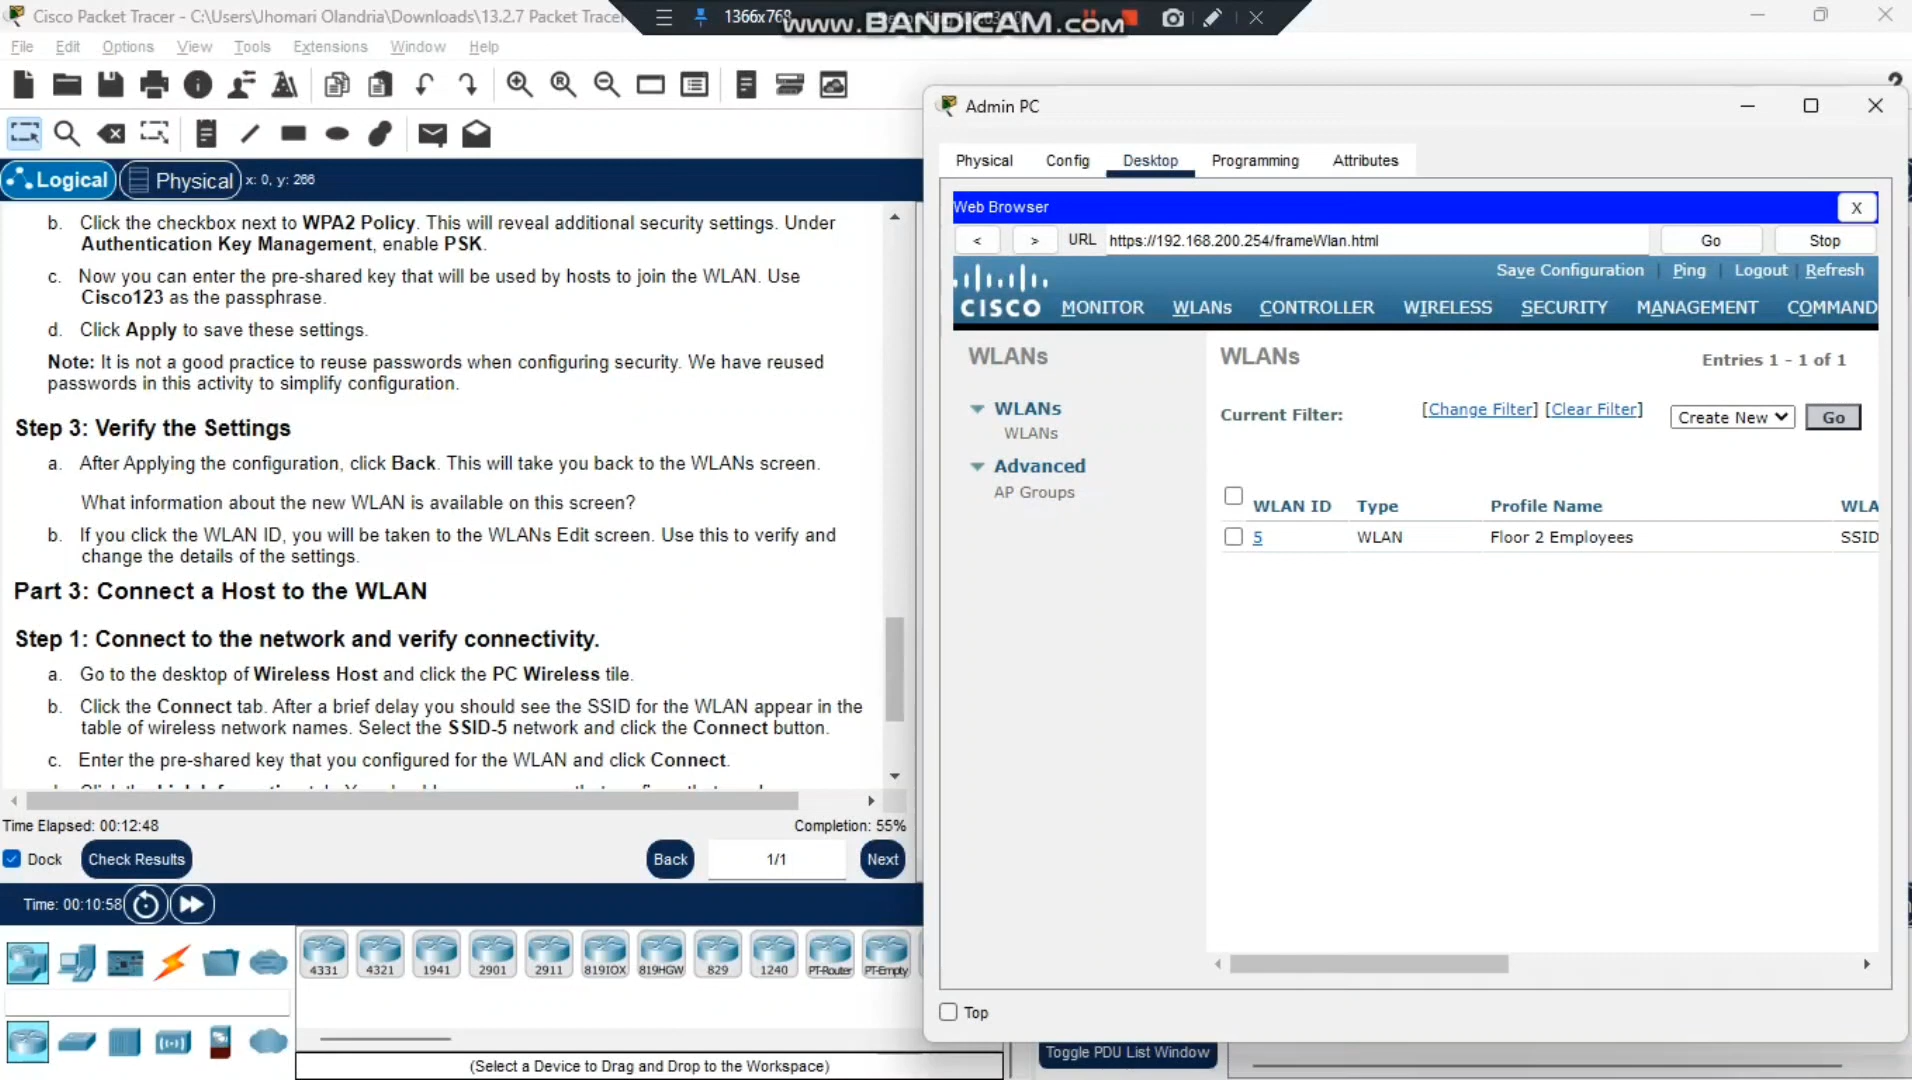 Cisco Packet Tracer - C:\Users\Jhomari Olandria\Downloads\13.2.7 Packet Tracer
1366x768
www.BANDICAM.com
File Edit Options View Tools Extensions Window Help
?
Logical
Physical
x: 0, y: 266
b. Click the checkbox next to WPA2 Policy. This will reveal additional security settings. Under
Authentication Key Management, enable PSK.
c. Now you can enter the pre-shared key that will be used by hosts to join the WLAN. Use
Cisco123 as the passphrase.
d. Click Apply to save these settings.
Note: It is not a good practice to reuse passwords when configuring security. We have reused
passwords in this activity to simplify configuration.
Step 3: Verify the Settings
a. After Applying the configuration, click Back. This will take you back to the WLANs screen.
What information about the new WLAN is available on this screen?
b. If you click the WLAN ID, you will be taken to the WLANs Edit screen. Use this to verify and
change the details of the settings.
Part 3: Connect a Host to the WLAN
Step 1: Connect to the network and verify connectivity.
a. Go to the desktop of Wireless Host and click the PC Wireless tile.
b. Click the Connect tab. After a brief delay you should see the SSID for the WLAN appear in the
table of wireless network names. Select the SSID-5 network and click the Connect button.
c. Enter the pre-shared key that you configured for the WLAN and click Connect.
Time Elapsed: 00:12:48
Completion: 55%
Dock
Check Results
Back
1/1
Next
Time: 00:10:58
4331 4321 1941 2901 2911 819IOX 819HGW 829 1240 PT-Router PT-Empty
(Select a Device to Drag and Drop to the Workspace)
Admin PC
Physical Config Desktop Programming Attributes
Web Browser
X
< > URL https://192.168.200.254/frameWlan.html Go Stop
Save Configuration Ping Logout Refresh
CISCO MONITOR WLANs CONTROLLER WIRELESS SECURITY MANAGEMENT COMMAND
WLANs
WLANs
WLANs
Advanced
AP Groups
WLANs
Entries 1 - 1 of 1
Current Filter: [Change Filter] [Clear Filter] Create New Go
WLAN ID Type Profile Name WLA
5 WLAN Floor 2 Employees SSID
Top
Toggle PDU List Window